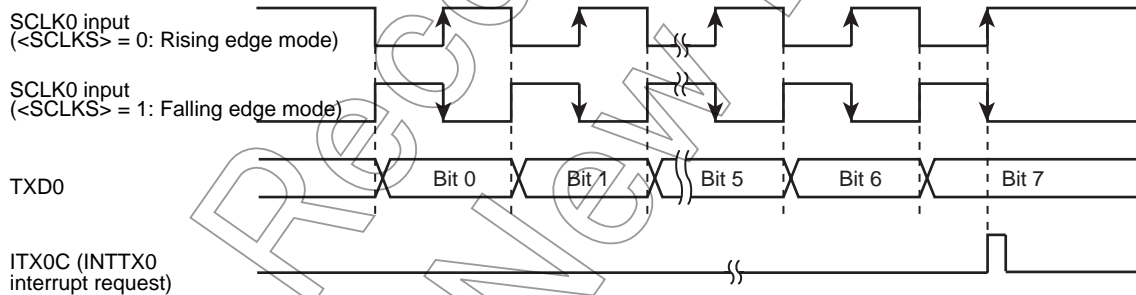 SCLK0 input
(<SCLKS> = 0: Rising edge mode)
SCLK0 input
(<SCLKS> = 1: Falling edge mode)
TXD0
Bit 0
Bit 1
Bit 5
Bit 6
Bit 7
ITX0C (INTTX0
interrupt request)